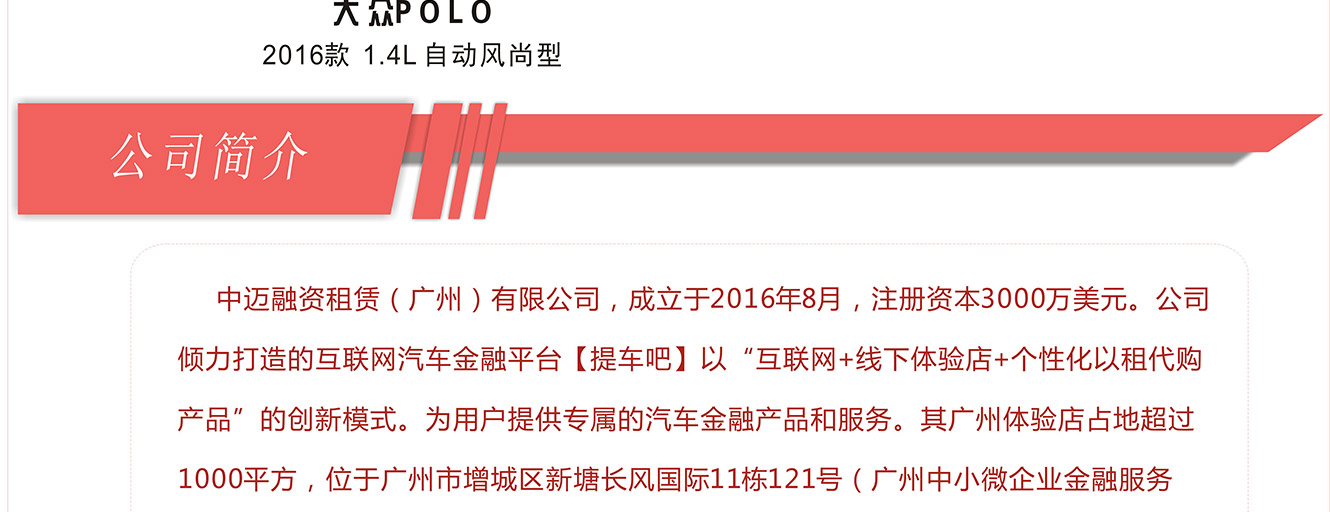 大众POLO
2016款 1.4L 自动风尚型
公司简介
中迈融资租赁（广州）有限公司，成立于2016年8月，注册资本3000万美元。公司
倾力打造的互联网汽车金融平台【提车吧】以“互联网+线下体验店+个性化以租代购
产品”的创新模式。为用户提供专属的汽车金融产品和服务。其广州体验店占地超过
1000平方，位于广州市增城区新塘长风国际11栋121号（广州中小微企业金融服务